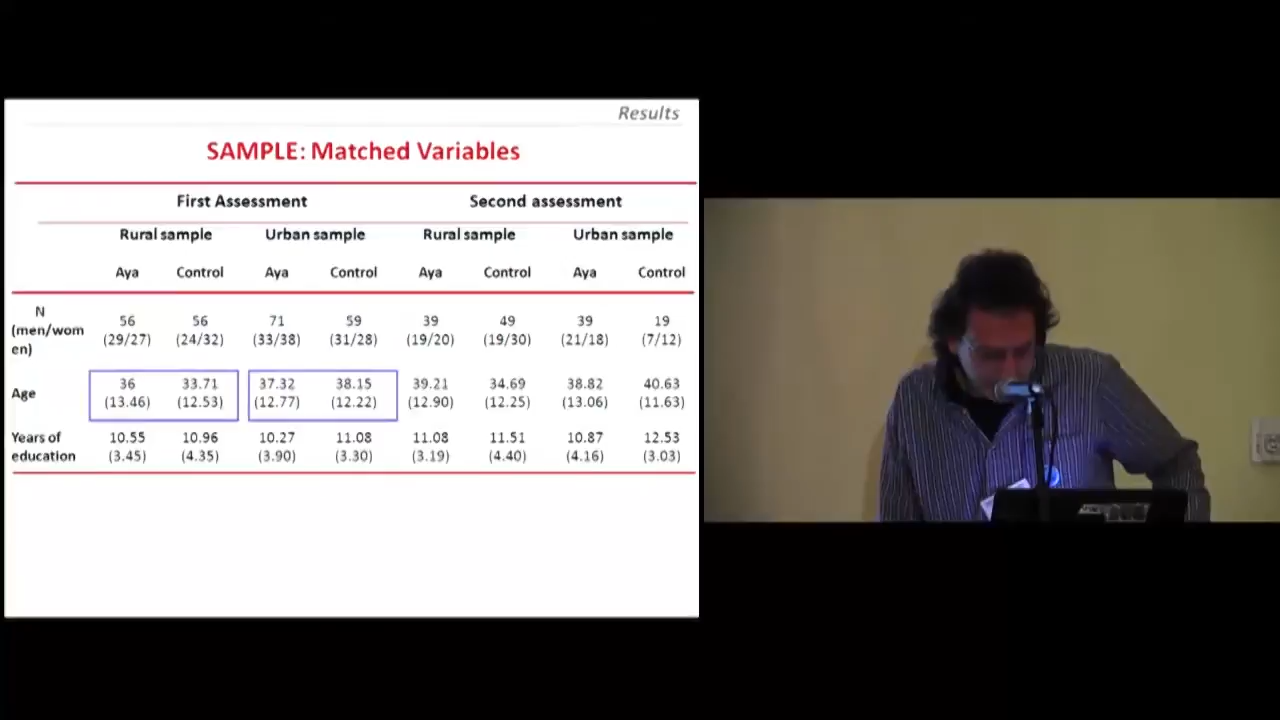 Results
SAMPLE: Matched Variables
First Assessment Second assessment
Rural sample Urban sample Rural sample Urban sample
Aya Control Aya Control Aya Control Aya Control
N (men/women) 56 (29/27) 56 (24/32) 71 (33/38) 59 (31/28) 39 (19/20) 49 (19/30) 39 (21/18) 19 (7/12)
Age 36 (13.46) 33.71 (12.53) 37.32 (12.77) 38.15 (12.22) 39.21 (12.90) 34.69 (12.25) 38.82 (13.06) 40.63 (11.63)
Years of education 10.55 (3.45) 10.96 (4.35) 10.27 (3.90) 11.08 (3.30) 11.08 (3.19) 11.51 (4.40) 10.87 (4.16) 12.53 (3.03)